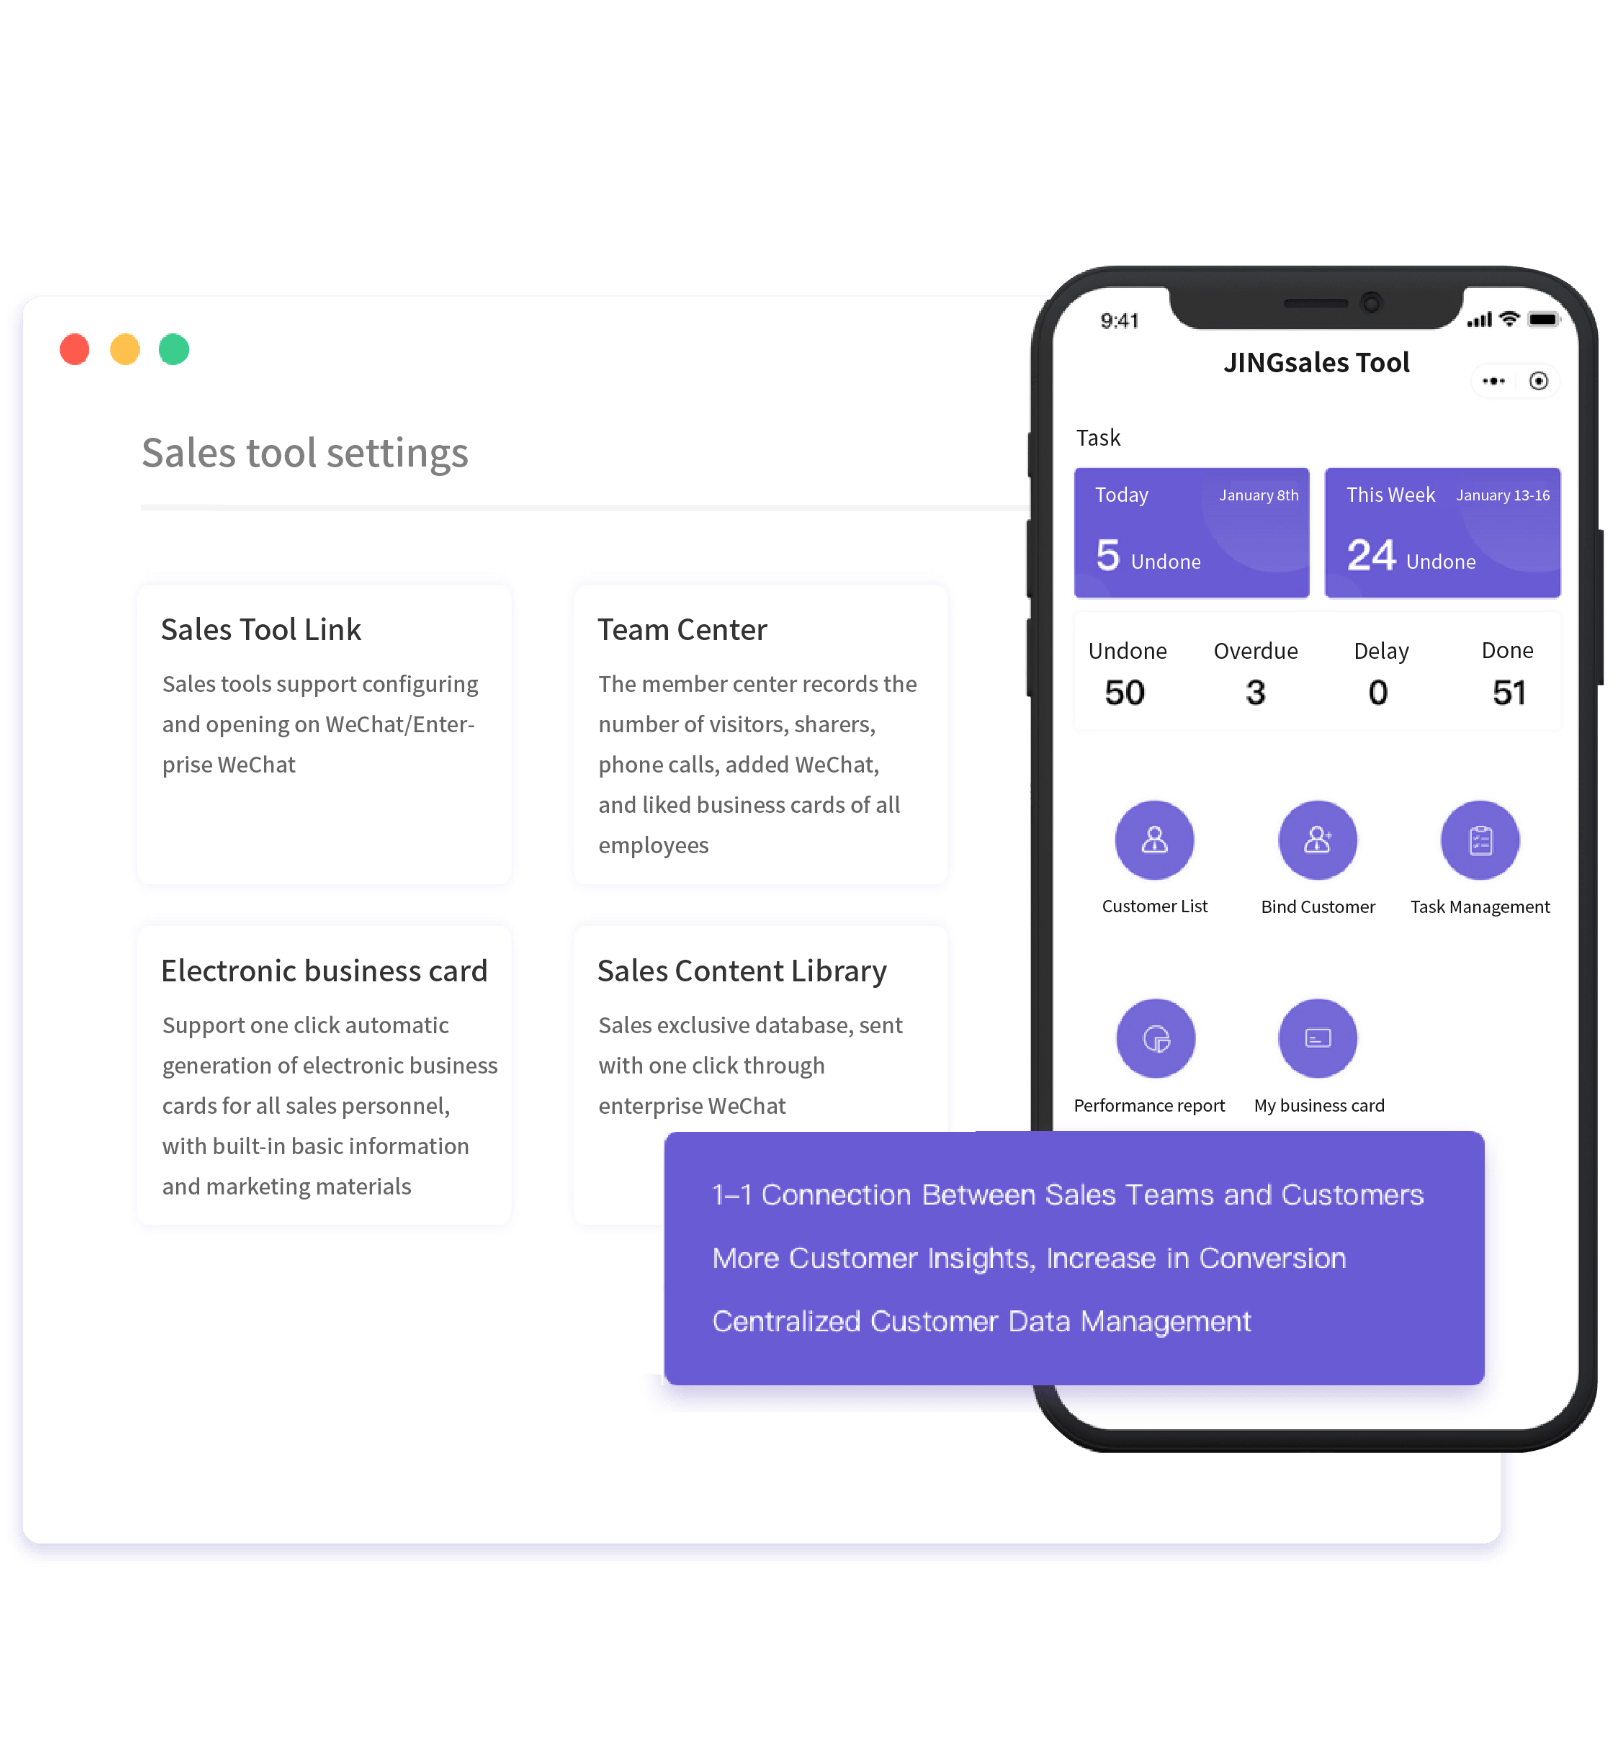 Sales tool settings
Sales Tool Link
Sales tools support configuring
and opening on WeChat/Enter-
prise WeChat
Team Center
The member center records the
number of visitors, sharers,
phone calls, added WeChat,
and liked business cards of all
employees
Electronic business card
Support one click automatic
generation of electronic business
cards for all sales personnel,
with built-in basic information
and marketing materials
Sales Content Library
Sales exclusive database, sent
with one click through
enterprise WeChat
9:41
JINGsales Tool
Task
Today January 8th
5 Undone
This Week January 13-16
24 Undone
Undone Overdue Delay Done
50 3 0 51
Customer List Bind Customer Task Management
Performance report My business card
1–1 Connection Between Sales Teams and Customers
More Customer Insights, Increase in Conversion
Centralized Customer Data Management